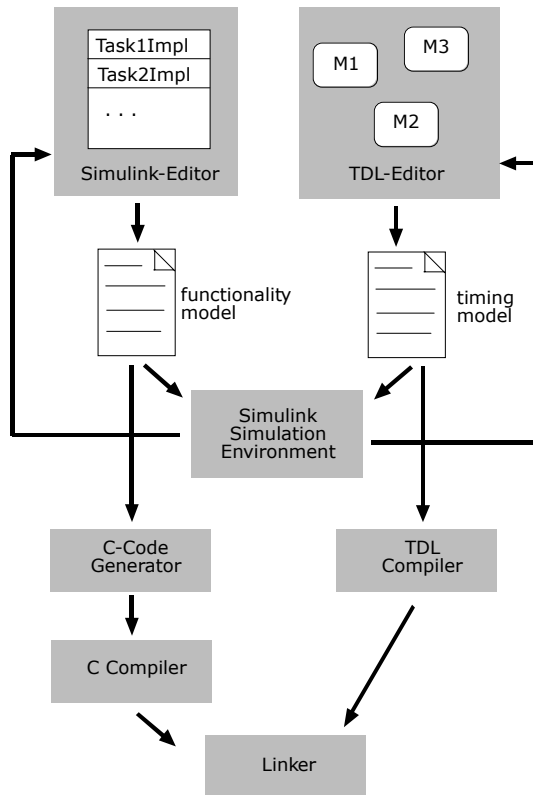 Task1Impl
Task2Impl
. . .
Simulink-Editor
M1
M3
M2
TDL-Editor
functionality
model
timing
model
Simulink
Simulation
Environment
C-Code
Generator
TDL
Compiler
C Compiler
Linker